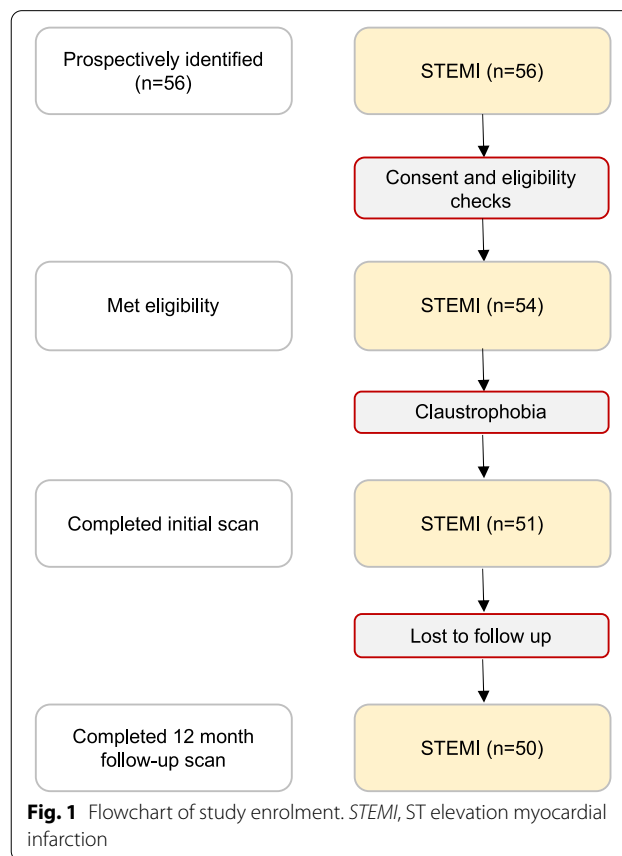 Prospectively identified
(n=56)
STEMI (n=56)
Consent and eligibility
checks
Met eligibility
STEMI (n=54)
Claustrophobia
Completed initial scan
STEMI (n=51)
Lost to follow up
Completed 12 month
follow-up scan
STEMI (n=50)
Fig. 1 Flowchart of study enrolment. STEMI, ST elevation myocardial
infarction